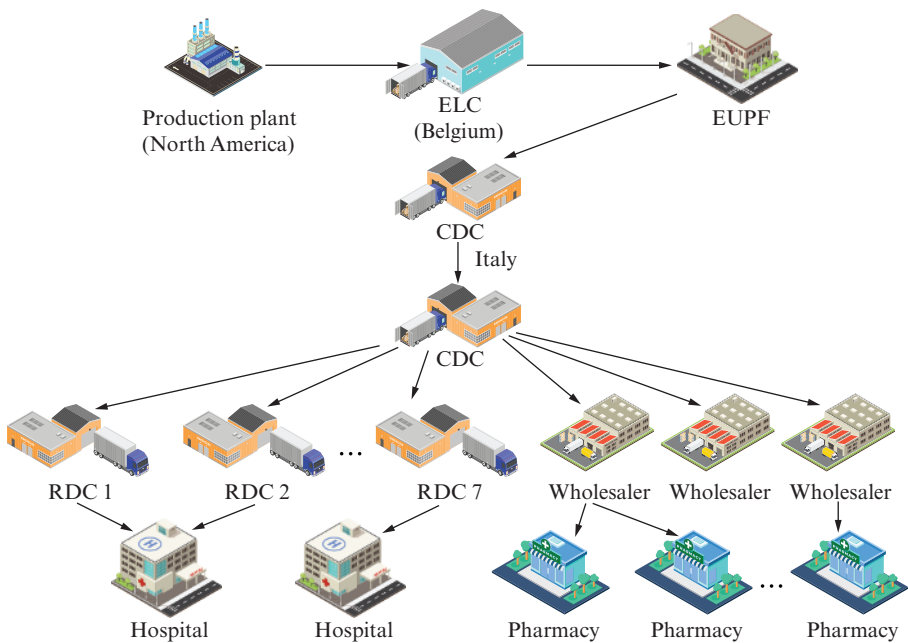 Production plant
(North America)
ELC
(Belgium)
EUPF
CDC
Italy
CDC
RDC 1
RDC 2
...
RDC 7
Wholesaler
Wholesaler
Wholesaler
H
Hospital
H
Hospital
Pharmacy
Pharmacy
...
Pharmacy